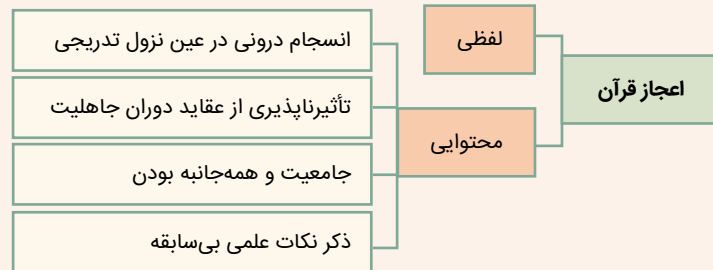 اعجاز قرآن
لفظی
محتوایی
انسجام درونی در عین نزول تدریجی
تأثیرناپذیری از عقاید دوران جاهلیت
جامعیت و همه‌جانبه بودن
ذکر نکات علمی بی‌سابقه